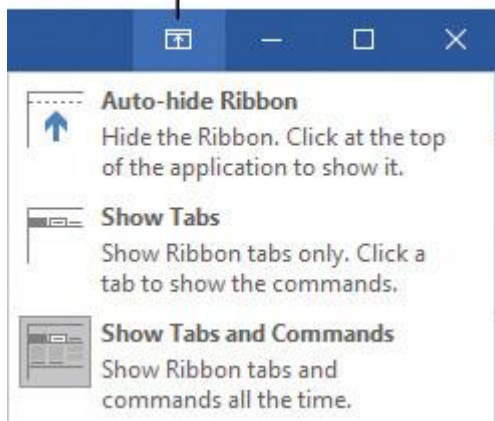 Auto-hide Ribbon
Hide the Ribbon. Click at the top
of the application to show it.
Show Tabs
Show Ribbon tabs only. Click a
tab to show the commands.
Show Tabs and Commands
Show Ribbon tabs and
commands all the time.